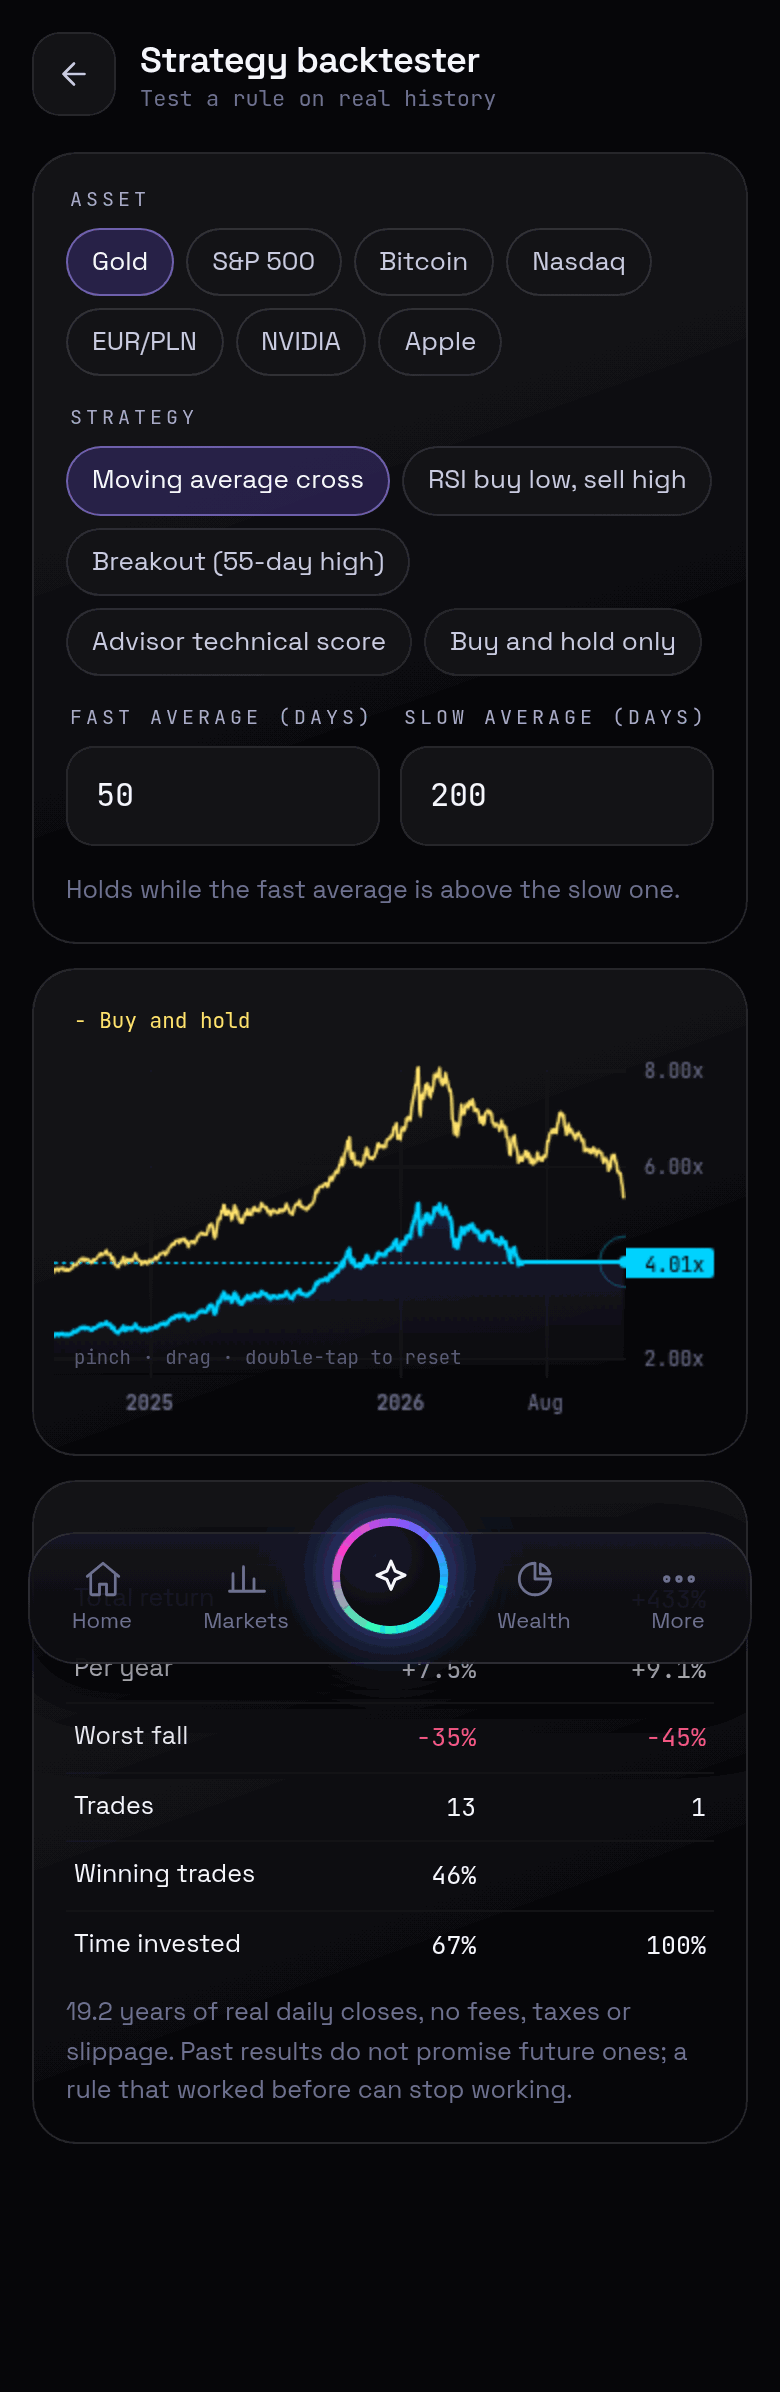 Strategy backtester
Test a rule on real history
ASSET
Gold S&P 500 Bitcoin Nasdaq
EUR/PLN NVIDIA Apple
STRATEGY
Moving average cross RSI buy low, sell high
Breakout (55-day high)
Advisor technical score Buy and hold only
FAST AVERAGE (DAYS) SLOW AVERAGE (DAYS)
50 200
Holds while the fast average is above the slow one.
- Buy and hold
8.00x
6.00x
4.01x
2.00x
pinch · drag · double-tap to reset
2025 2026 Aug
Total return +433%
Home Markets Wealth More
Per year +7.5% +9.1%
Worst fall -35% -45%
Trades 13 1
Winning trades 46%
Time invested 67% 100%
19.2 years of real daily closes, no fees, taxes or
slippage. Past results do not promise future ones; a
rule that worked before can stop working.